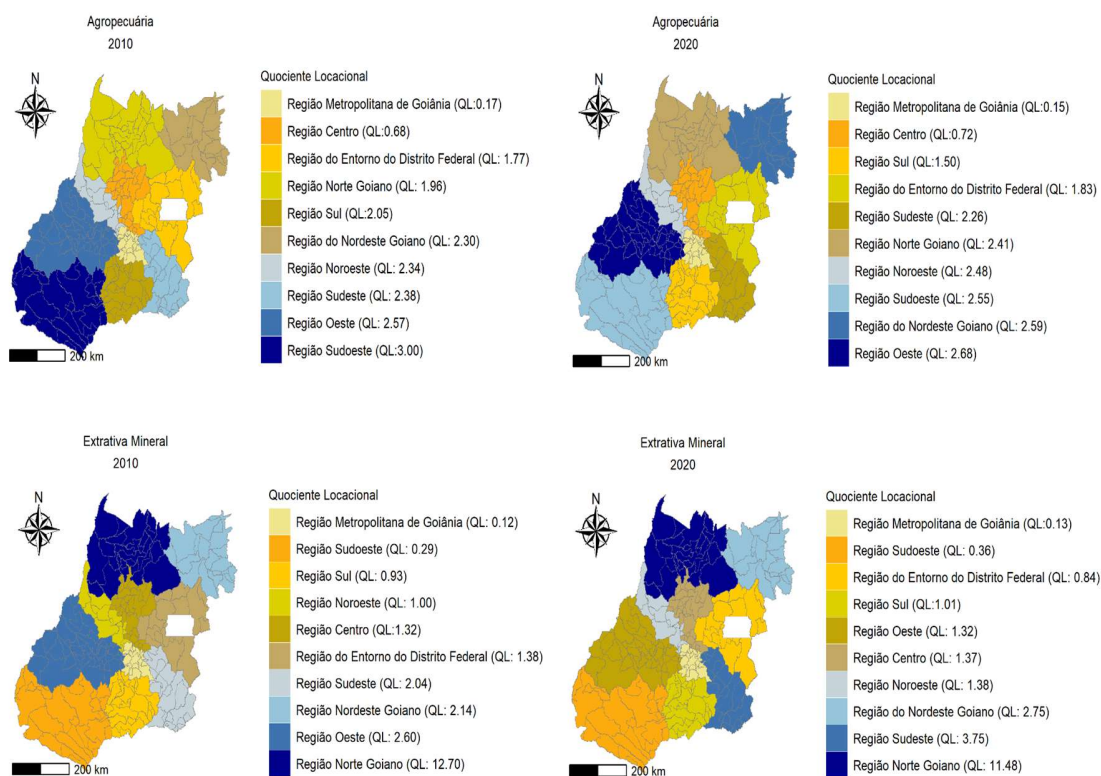 Agropecuária
2010
N
Quociente Locacional
Região Metropolitana de Goiânia (QL:0.17)
Região Centro (QL:0.68)
Região do Entorno do Distrito Federal (QL: 1.77)
Região Norte Goiano (QL: 1.96)
Região Sul (QL:2.05)
Região do Nordeste Goiano (QL: 2.30)
Região Noroeste (QL: 2.34)
Região Sudeste (QL: 2.38)
Região Oeste (QL: 2.57)
Região Sudoeste (QL:3.00)
200 km
Agropecuária
2020
N
Quociente Locacional
Região Metropolitana de Goiânia (QL:0.15)
Região Centro (QL:0.72)
Região Sul (QL:1.50)
Região do Entorno do Distrito Federal (QL: 1.83)
Região Sudeste (QL: 2.26)
Região Norte Goiano (QL: 2.41)
Região Noroeste (QL: 2.48)
Região Sudoeste (QL: 2.55)
Região do Nordeste Goiano (QL: 2.59)
Região Oeste (QL: 2.68)
200 km
Extrativa Mineral
2010
N
Quociente Locacional
Região Metropolitana de Goiânia (QL: 0.12)
Região Sudoeste (QL: 0.29)
Região Sul (QL: 0.93)
Região Noroeste (QL: 1.00)
Região Centro (QL: 1.32)
Região do Entorno do Distrito Federal (QL: 1.38)
Região Sudeste (QL: 2.04)
Região Nordeste Goiano (QL: 2.14)
Região Oeste (QL: 2.60)
Região Norte Goiano (QL: 12.70)
200 km
Extrativa Mineral
2020
N
Quociente Locacional
Região Metropolitana de Goiânia (QL:0.13)
Região Sudoeste (QL: 0.36)
Região do Entorno do Distrito Federal (QL: 0.84)
Região Sul (QL:1.01)
Região Oeste (QL: 1.32)
Região Centro (QL: 1.37)
Região Noroeste (QL: 1.38)
Região do Nordeste Goiano (QL: 2.75)
Região Sudeste (QL: 3.75)
Região Norte Goiano (QL: 11.48)
200 km